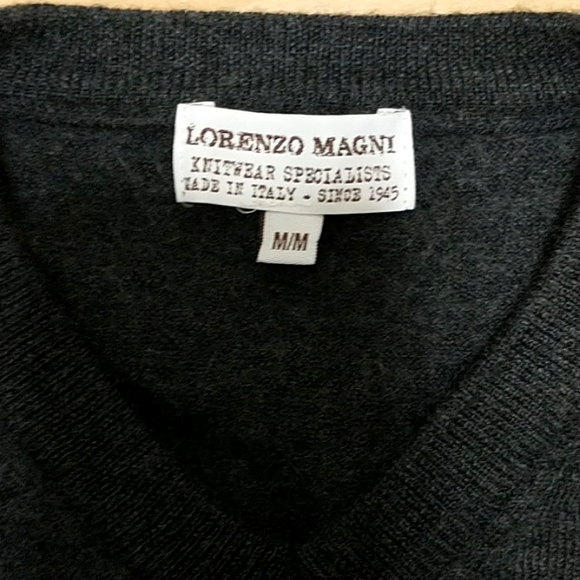 LORENZO MAGNI
KNITWEAR SPECIALISTS
MADE IN ITALY - SINCE 1945
M/M